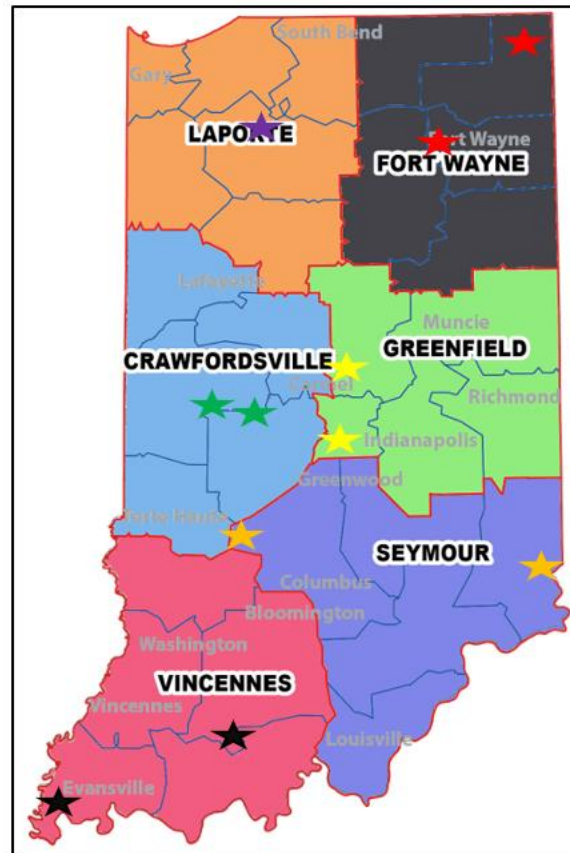 South Bend
Gary
LAPORTE
Fort Wayne
FORT WAYNE
Lafayette
Muncie
CRAWFORDSVILLE
GREENFIELD
Carmel
Richmond
Indianapolis
Greenwood
Terre Haute
SEYMOUR
Columbus
Bloomington
Washington
VINCENNES
Vincennes
Louisville
Evansville